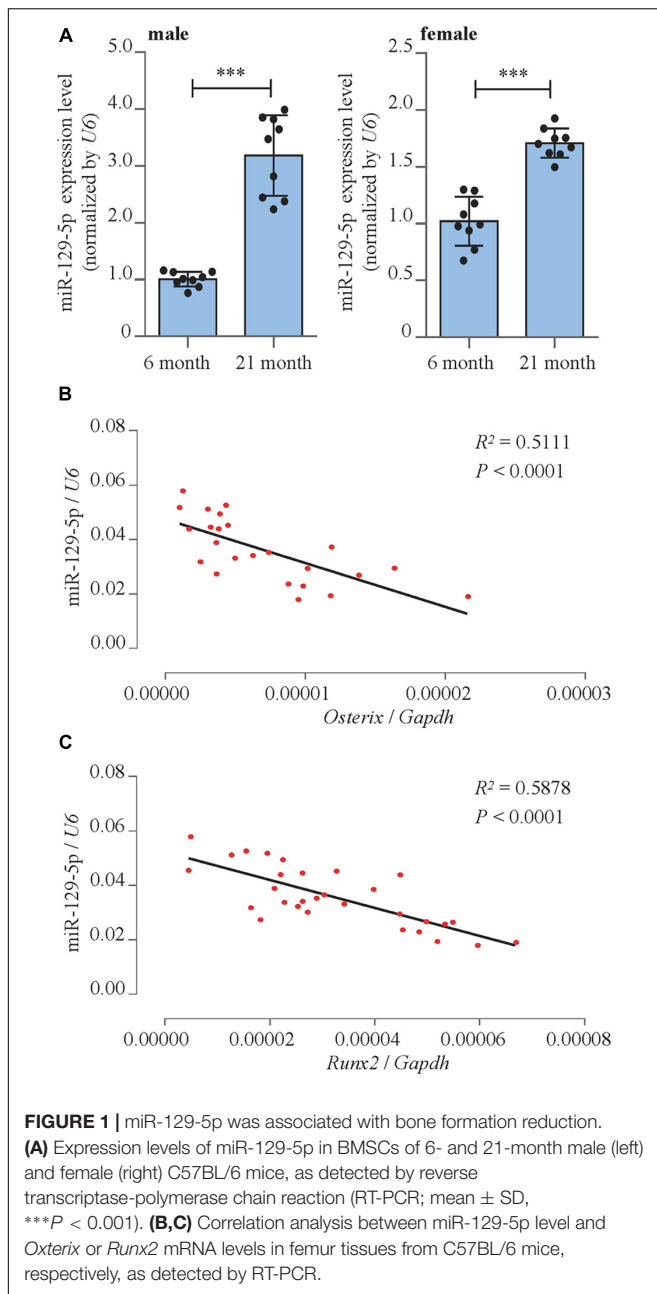 A
male
female
miR-129-5p expression level
(normalized by U6)
5.0
4.0
3.0
2.0
1.0
0
***
6 month 21 month
miR-129-5p expression level
(normalized by U6)
2.5
2.0
1.5
1.0
0.5
0
***
6 month 21 month
B
miR-129-5p / U6
0.08
0.06
0.04
0.02
0.00
R² = 0.5111
P < 0.0001
0.00000 0.00001 0.00002 0.00003
Osterix / Gapdh
C
miR-129-5p / U6
0.08
0.06
0.04
0.02
0.00
R² = 0.5878
P < 0.0001
0.00000 0.00002 0.00004 0.00006 0.00008
Runx2 / Gapdh
FIGURE 1 | miR-129-5p was associated with bone formation reduction.
(A) Expression levels of miR-129-5p in BMSCs of 6- and 21-month male (left)
and female (right) C57BL/6 mice, as detected by reverse
transcriptase-polymerase chain reaction (RT-PCR; mean ± SD,
***P < 0.001). (B,C) Correlation analysis between miR-129-5p level and
Osterix or Runx2 mRNA levels in femur tissues from C57BL/6 mice,
respectively, as detected by RT-PCR.